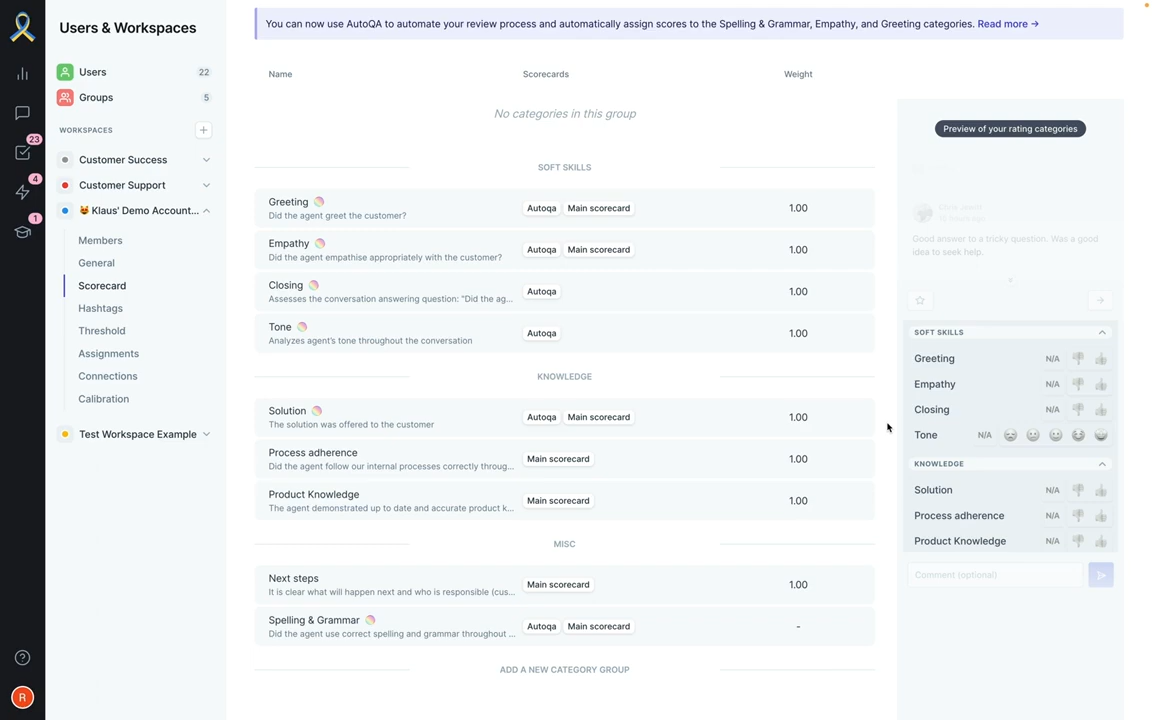 Users & Workspaces
Users 22
Groups 5
WORKSPACES +
Customer Success
Customer Support
Klaus' Demo Account...
Members
General
Scorecard
Hashtags
Threshold
Assignments
Connections
Calibration
Test Workspace Example
23
4
1
?
R
You can now use AutoQA to automate your review process and automatically assign scores to the Spelling & Grammar, Empathy, and Greeting categories. Read more →
Name Scorecards Weight
No categories in this group
SOFT SKILLS
Greeting
Did the agent greet the customer?
Autoqa Main scorecard 1.00
Empathy
Did the agent empathise appropriately with the customer?
Autoqa Main scorecard 1.00
Closing
Assesses the conversation answering question: "Did the ag...
Autoqa 1.00
Tone
Analyzes agent's tone throughout the conversation
Autoqa 1.00
KNOWLEDGE
Solution
The solution was offered to the customer
Autoqa Main scorecard 1.00
Process adherence
Did the agent follow our internal processes correctly throug...
Main scorecard 1.00
Product Knowledge
The agent demonstrated up to date and accurate product k...
Main scorecard 1.00
MISC
Next steps
It is clear what will happen next and who is responsible (cus...
Main scorecard 1.00
Spelling & Grammar
Did the agent use correct spelling and grammar throughout ...
Autoqa Main scorecard -
ADD A NEW CATEGORY GROUP
Preview of your rating categories
Good answer to a tricky question. Was a good
idea to seek help.
SOFT SKILLS
Greeting N/A
Empathy N/A
Closing N/A
Tone N/A
KNOWLEDGE
Solution N/A
Process adherence N/A
Product Knowledge N/A
Comment (optional)